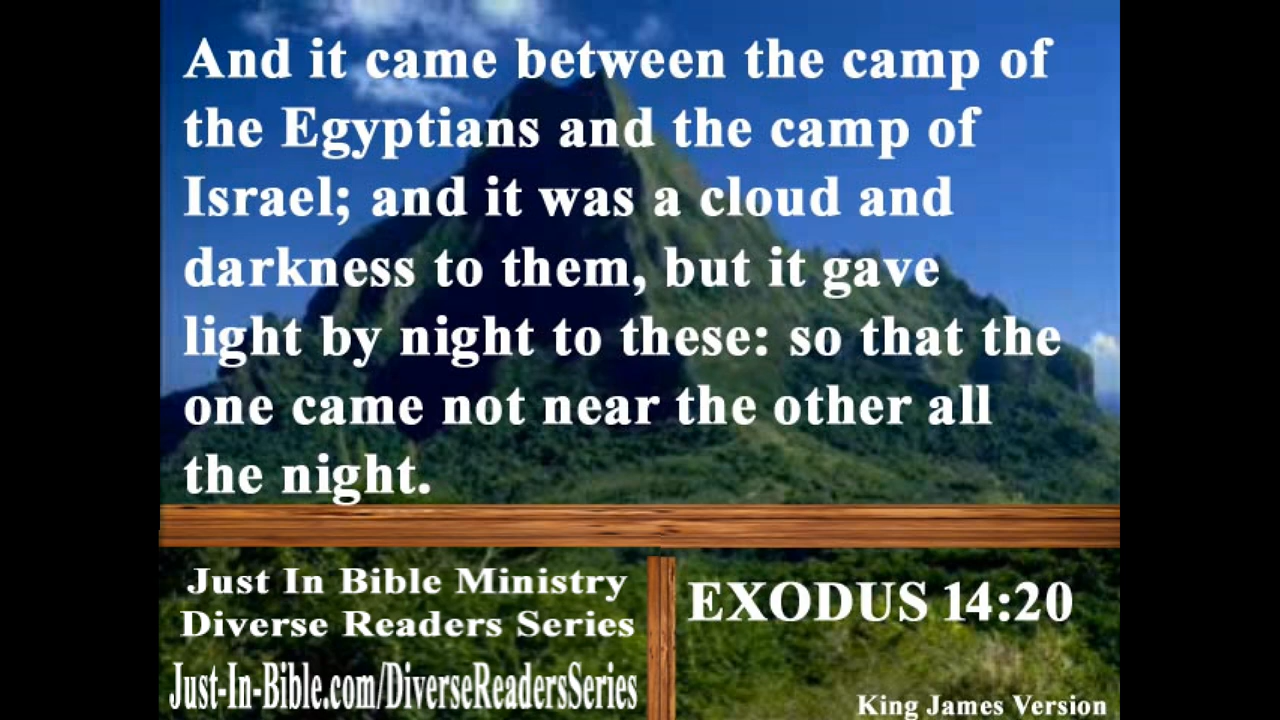 And it came between the camp of
the Egyptians and the camp of
Israel; and it was a cloud and
darkness to them, but it gave
light by night to these: so that the
one came not near the other all
the night.
Just In Bible Ministry
Diverse Readers Series
Just-In-Bible.com/DiverseReadersSeries
EXODUS 14:20
King James Version